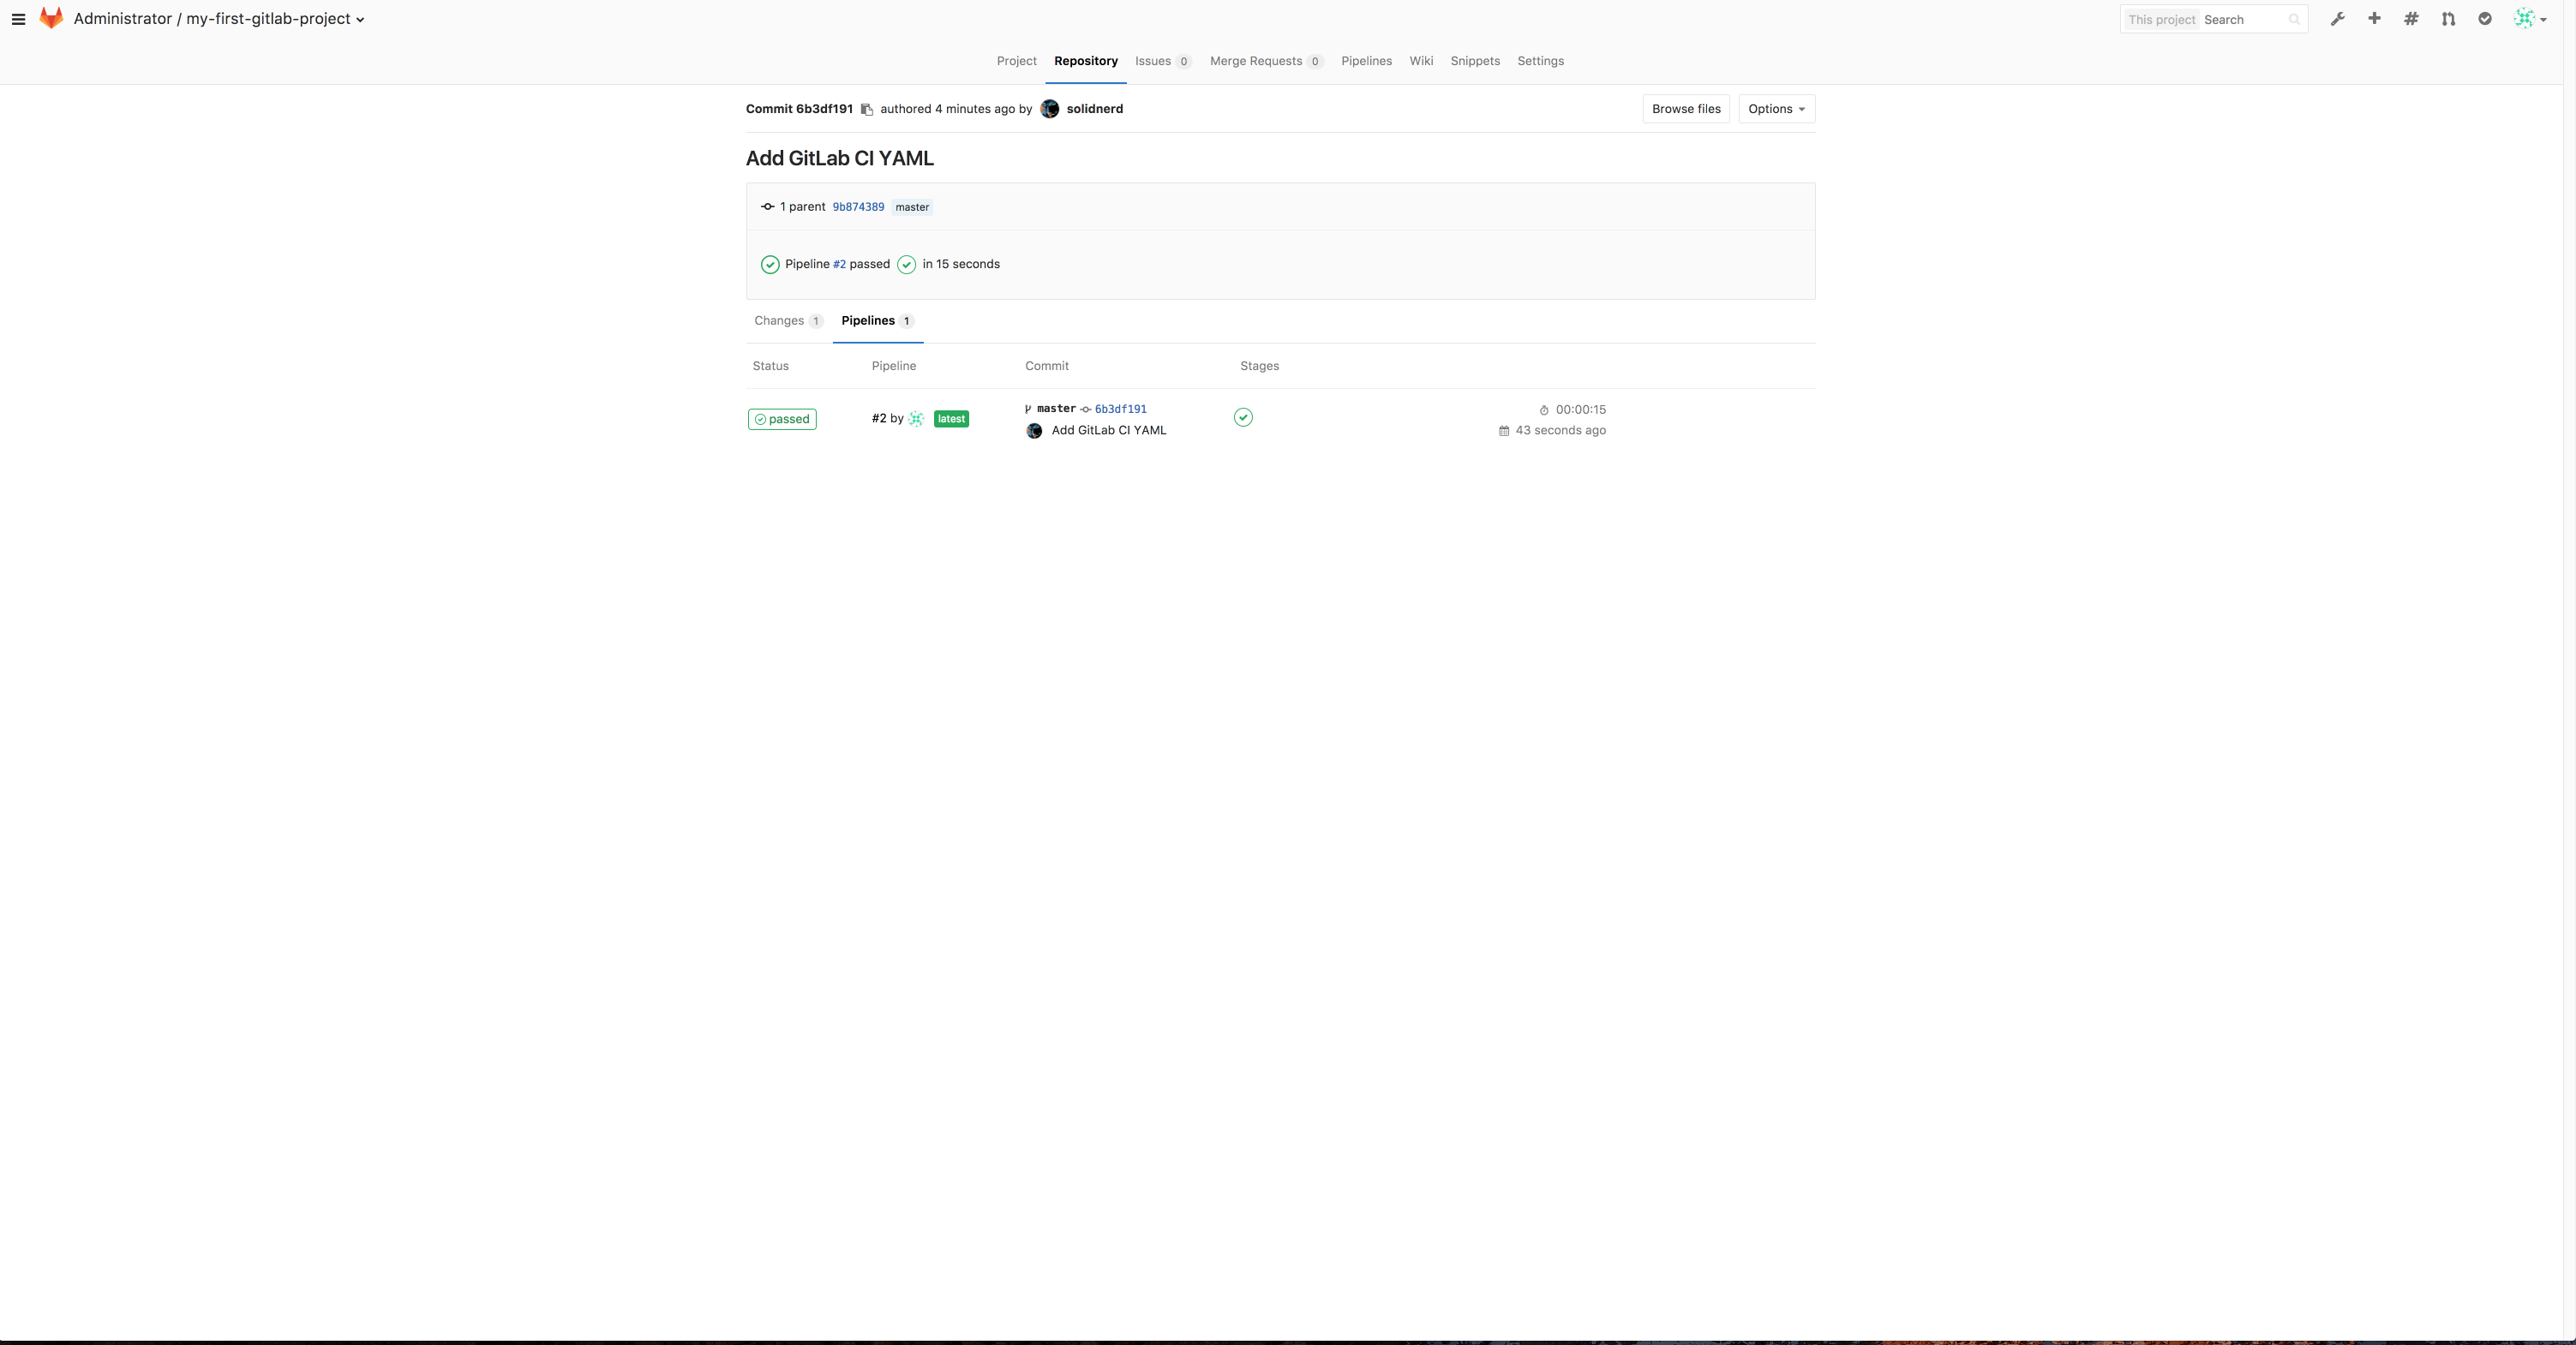 Administrator / my-first-gitlab-project
This project Search
Project Repository Issues 0 Merge Requests 0 Pipelines Wiki Snippets Settings
Commit 6b3df191 authored 4 minutes ago by solidnerd
Browse files Options
Add GitLab CI YAML
1 parent 9b874389 master
Pipeline #2 passed in 15 seconds
Changes 1 Pipelines 1
Status Pipeline Commit Stages
passed #2 by latest master 6b3df191 00:00:15
Add GitLab CI YAML 43 seconds ago